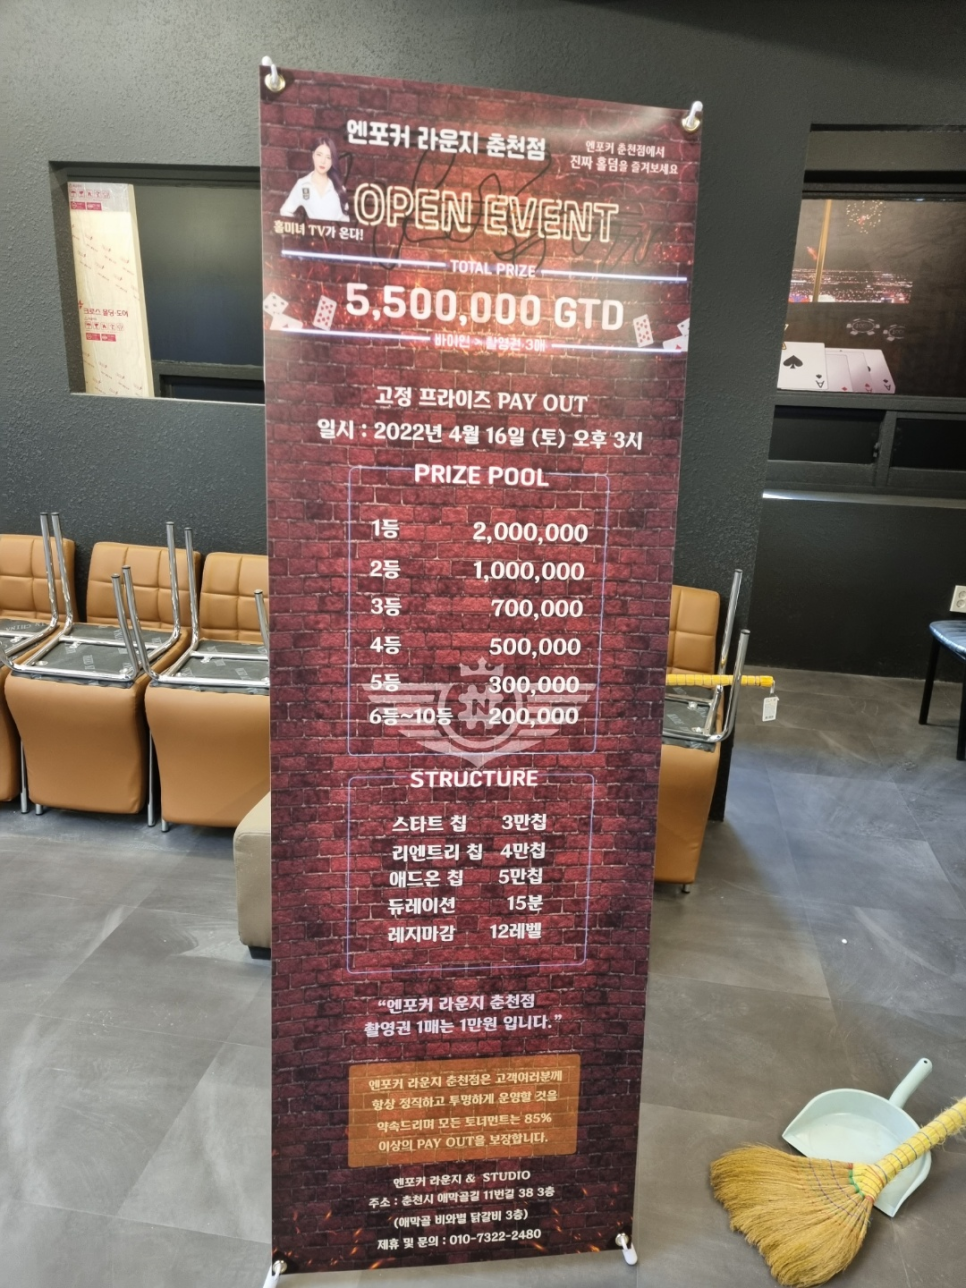 엔포커 라운지 춘천점
엔포커 춘천점에서
진짜 홀덤을 즐겨보세요
OPEN EVENT
홀미녀 TV가 온다!
TOTAL PRIZE
5,500,000 GTD
바이인 > 촬영권 3매
고정 프라이즈 PAY OUT
일시 : 2022년 4월 16일 (토) 오후 3시
PRIZE POOL
1등 2,000,000
2등 1,000,000
3등 700,000
4등 500,000
5등 300,000
6등~10등 200,000
N
STRUCTURE
스타트 칩 3만칩
리엔트리 칩 4만칩
애드온 칩 5만칩
듀레이션 15분
레지마감 12레벨
“엔포커 라운지 춘천점
촬영권 1매는 1만원 입니다.”
엔포커 라운지 춘천점은 고객여러분께
항상 정직하고 투명하게 운영할 것을
약속드리며 모든 토너먼트는 85%
이상의 PAY OUT을 보장합니다.
엔포커 라운지 & STUDIO
주소 : 춘천시 애막골길 11번길 38 3층
(애막골 비와별 닭갈비 3층)
제휴 및 문의 : 010-7322-2480